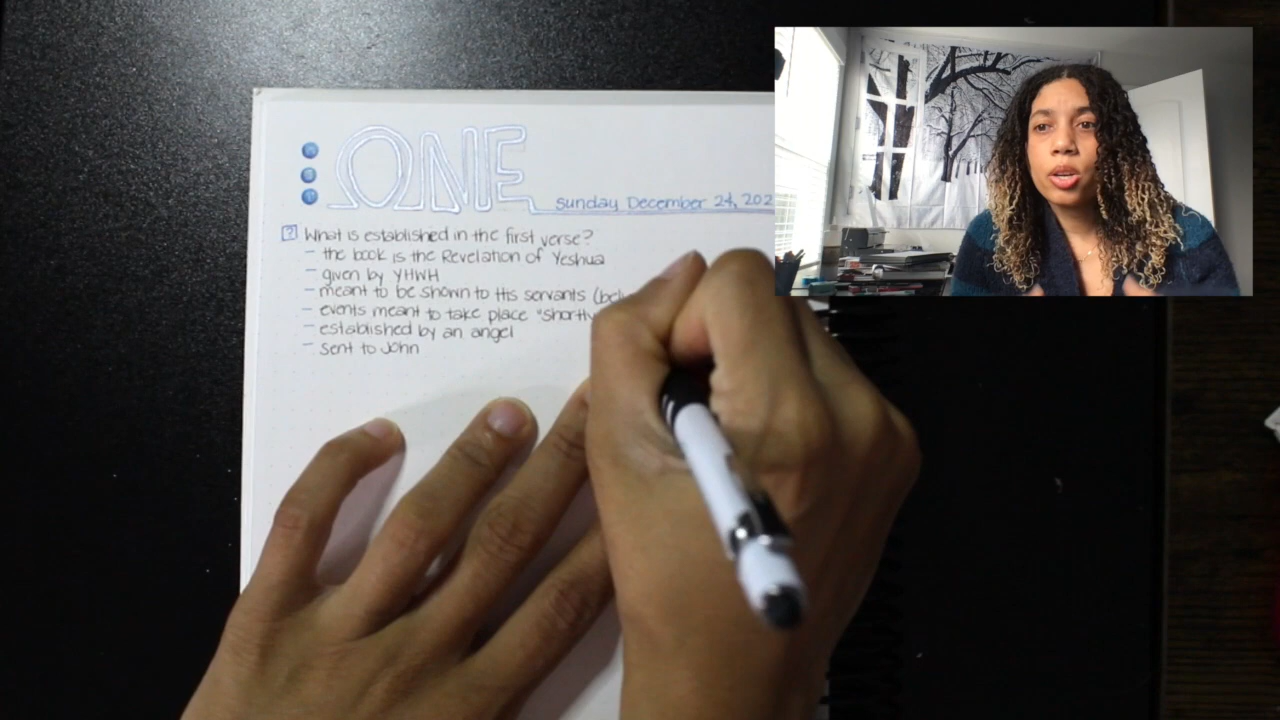 ONE
Sunday December 24, 202
? What is established in the first verse?
- the book is the Revelation of Yeshua
- given by YHWH
- meant to be shown to His servants
- events meant to take place "shortly
- established by an angel
- sent to John